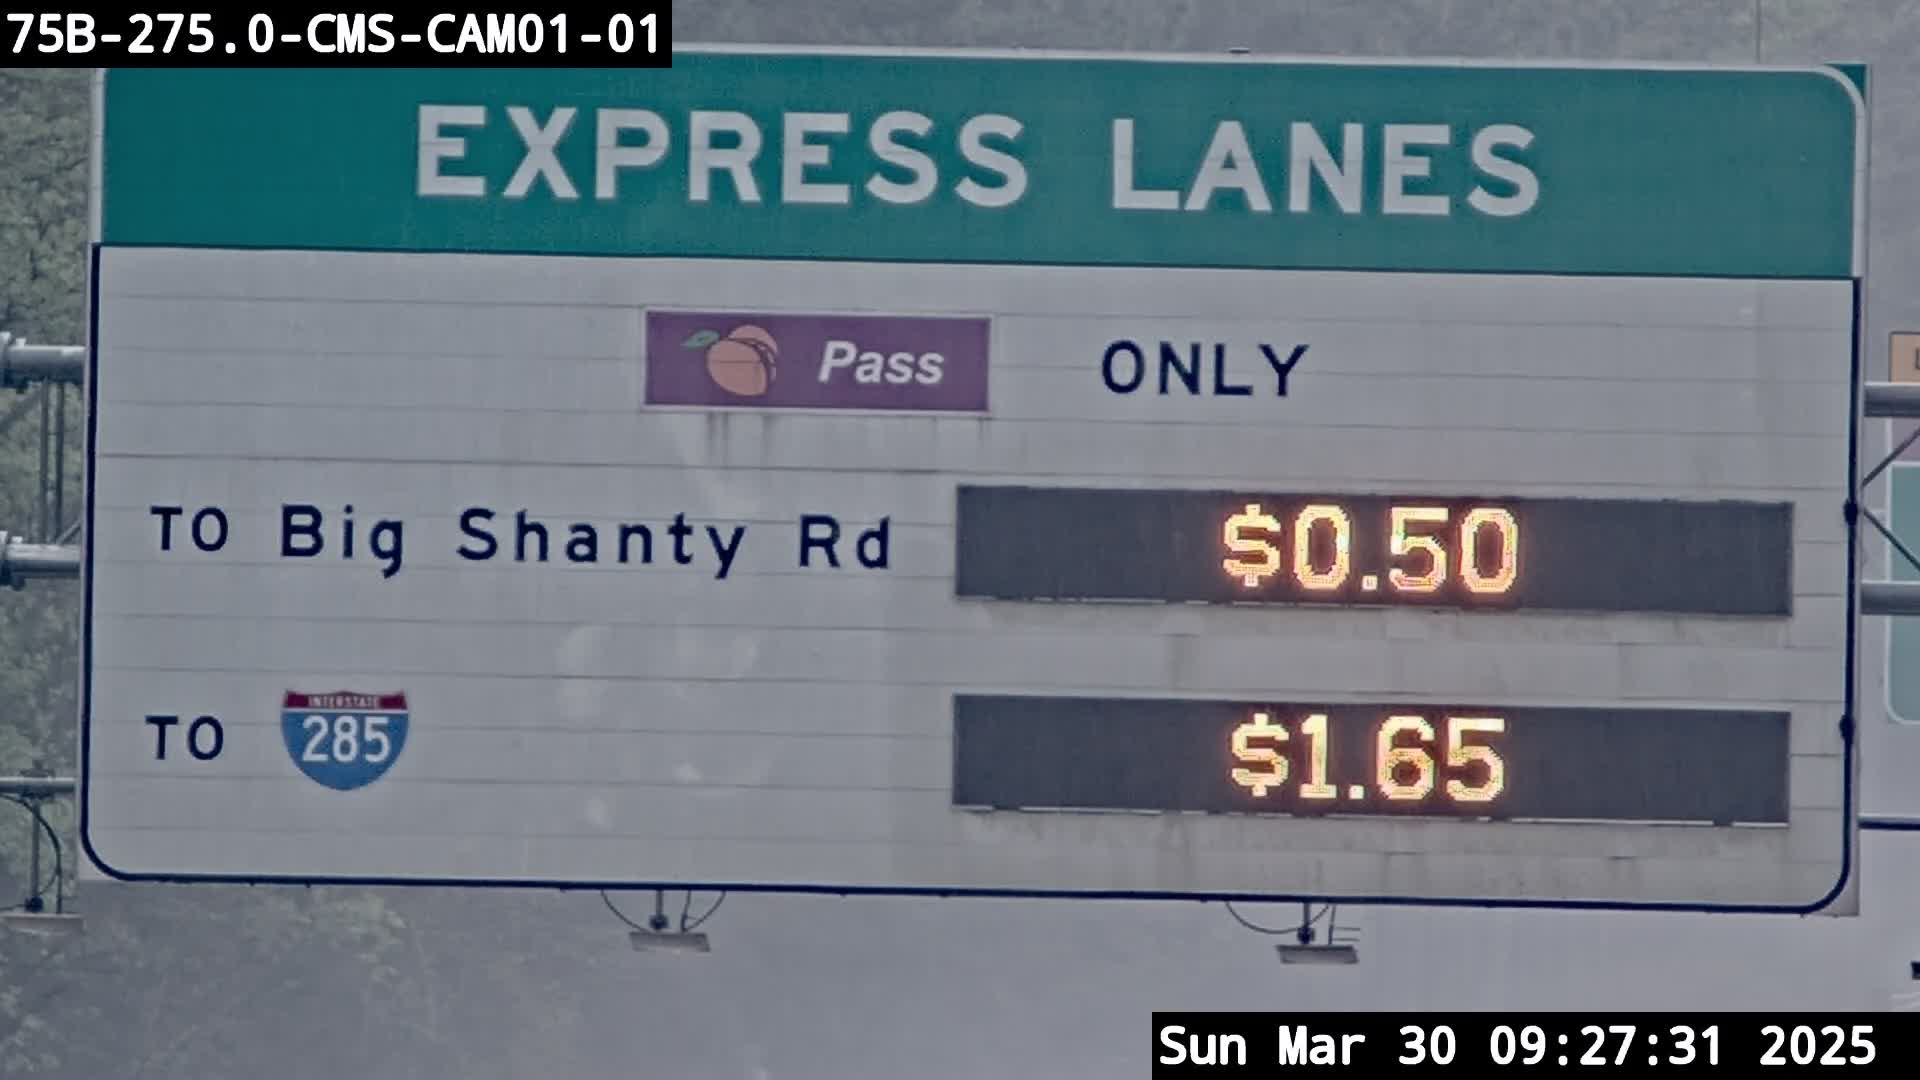 75B-275.0-CMS-CAM01-01
EXPRESS LANES
Pass ONLY
TO Big Shanty Rd $0.50
TO INTERSTATE 285 $1.65
Sun Mar 30 09:27:31 2025